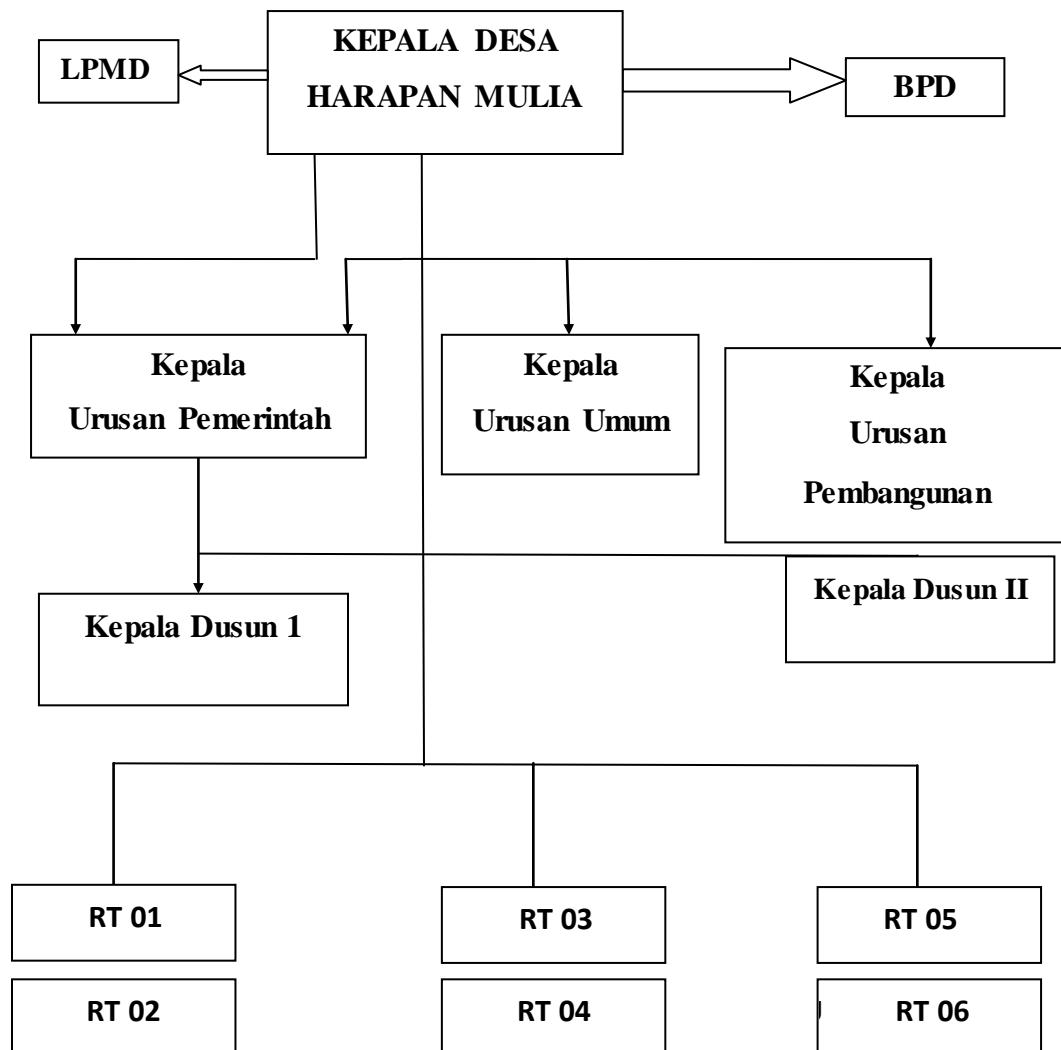 KEPALA DESA
HARAPAN MULIA
LPMD
BPD
Kepala
Urusan Pemerintah
Kepala
Urusan Umum
Kepala
Urusan
Pembangunan
Kepala Dusun 1
Kepala Dusun II
RT 01
RT 03
RT 05
RT 02
RT 04
RT 06